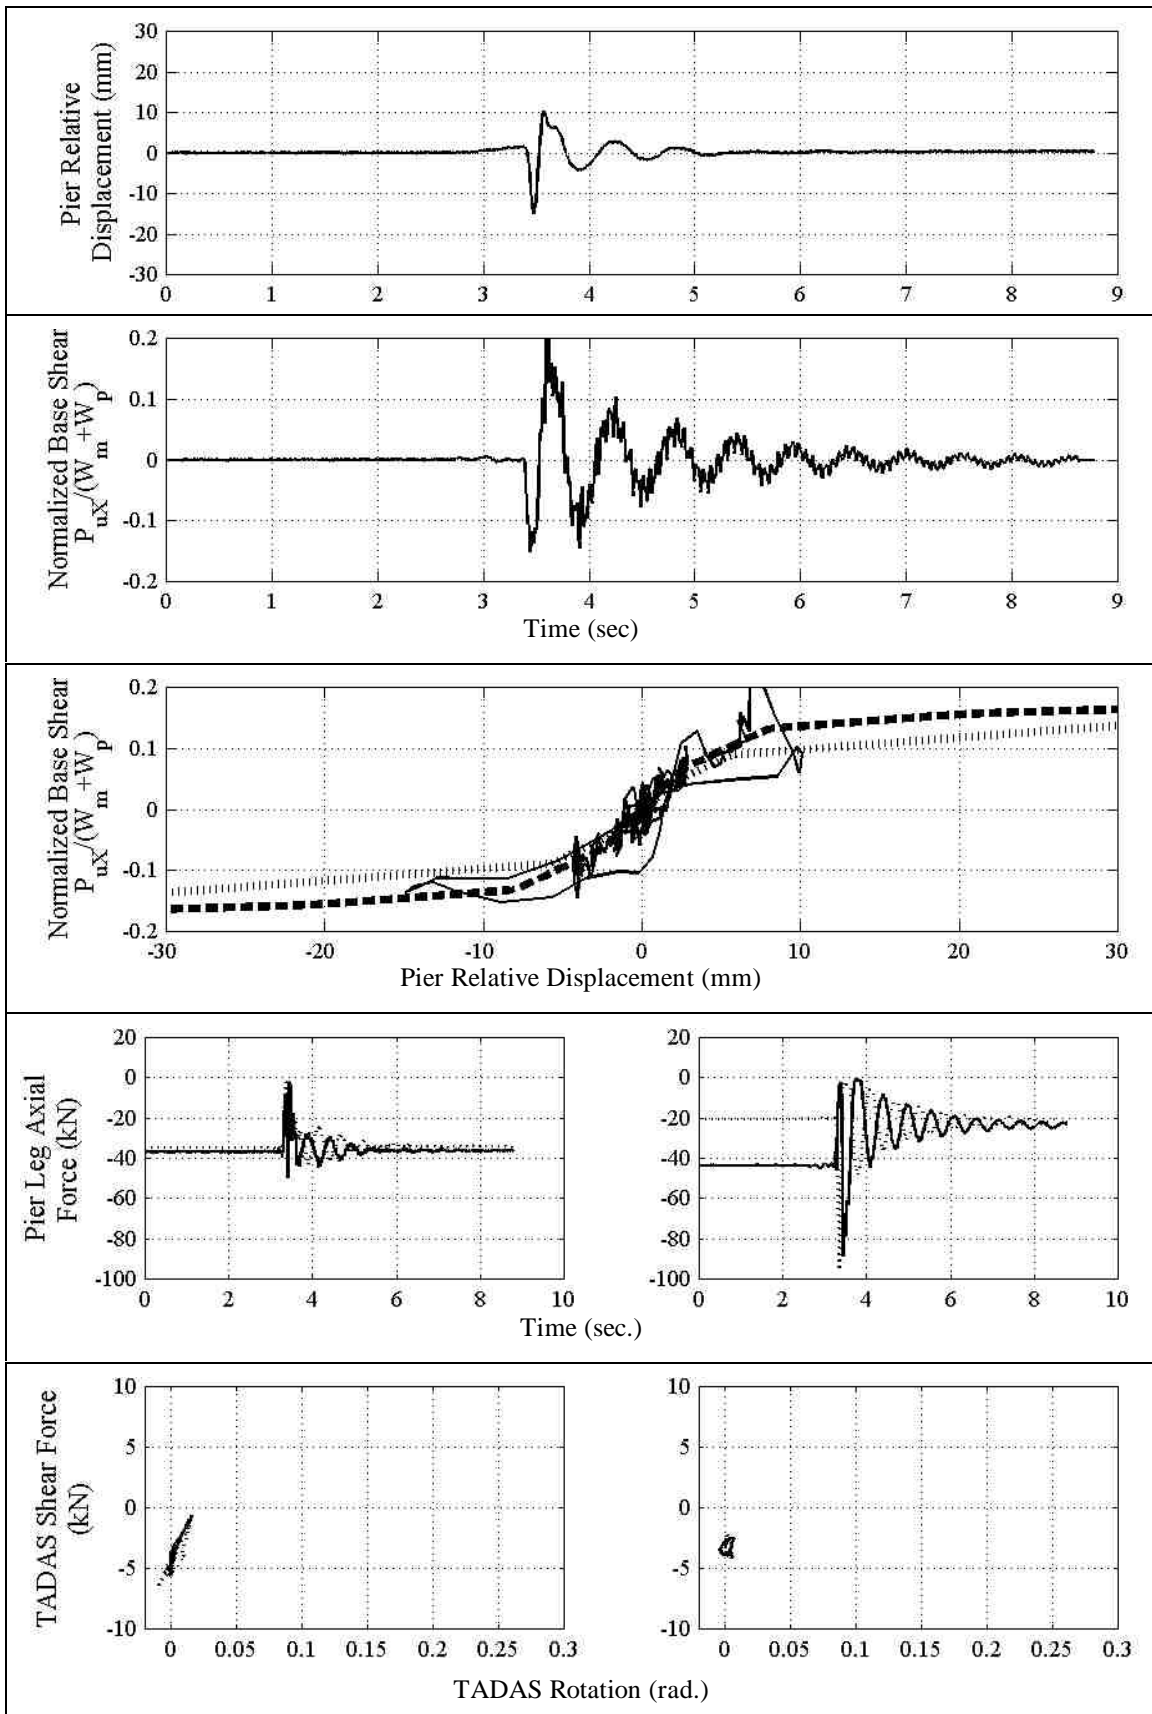 Pier Relative
Displacement (mm)
30
20
10
0
-10
-20
-30
0 1 2 3 4 5 6 7 8 9
Normalized Base Shear
P_uX/(W_m+W_p)
0.2
0.1
0
-0.1
-0.2
0 1 2 3 4 5 6 7 8 9
Time (sec)
Normalized Base Shear
P_uX/(W_m+W_p)
0.2
0.1
0
-0.1
-0.2
-30 -20 -10 0 10 20 30
Pier Relative Displacement (mm)
Pier Leg Axial
Force (kN)
20
0
-20
-40
-60
-80
-100
0 2 4 6 8 10
20
0
-20
-40
-60
-80
-100
0 2 4 6 8 10
Time (sec.)
TADAS Shear Force
(kN)
10
5
0
-5
-10
0 0.05 0.1 0.15 0.2 0.25 0.3
10
5
0
-5
-10
0 0.05 0.1 0.15 0.2 0.25 0.3
TADAS Rotation (rad.)